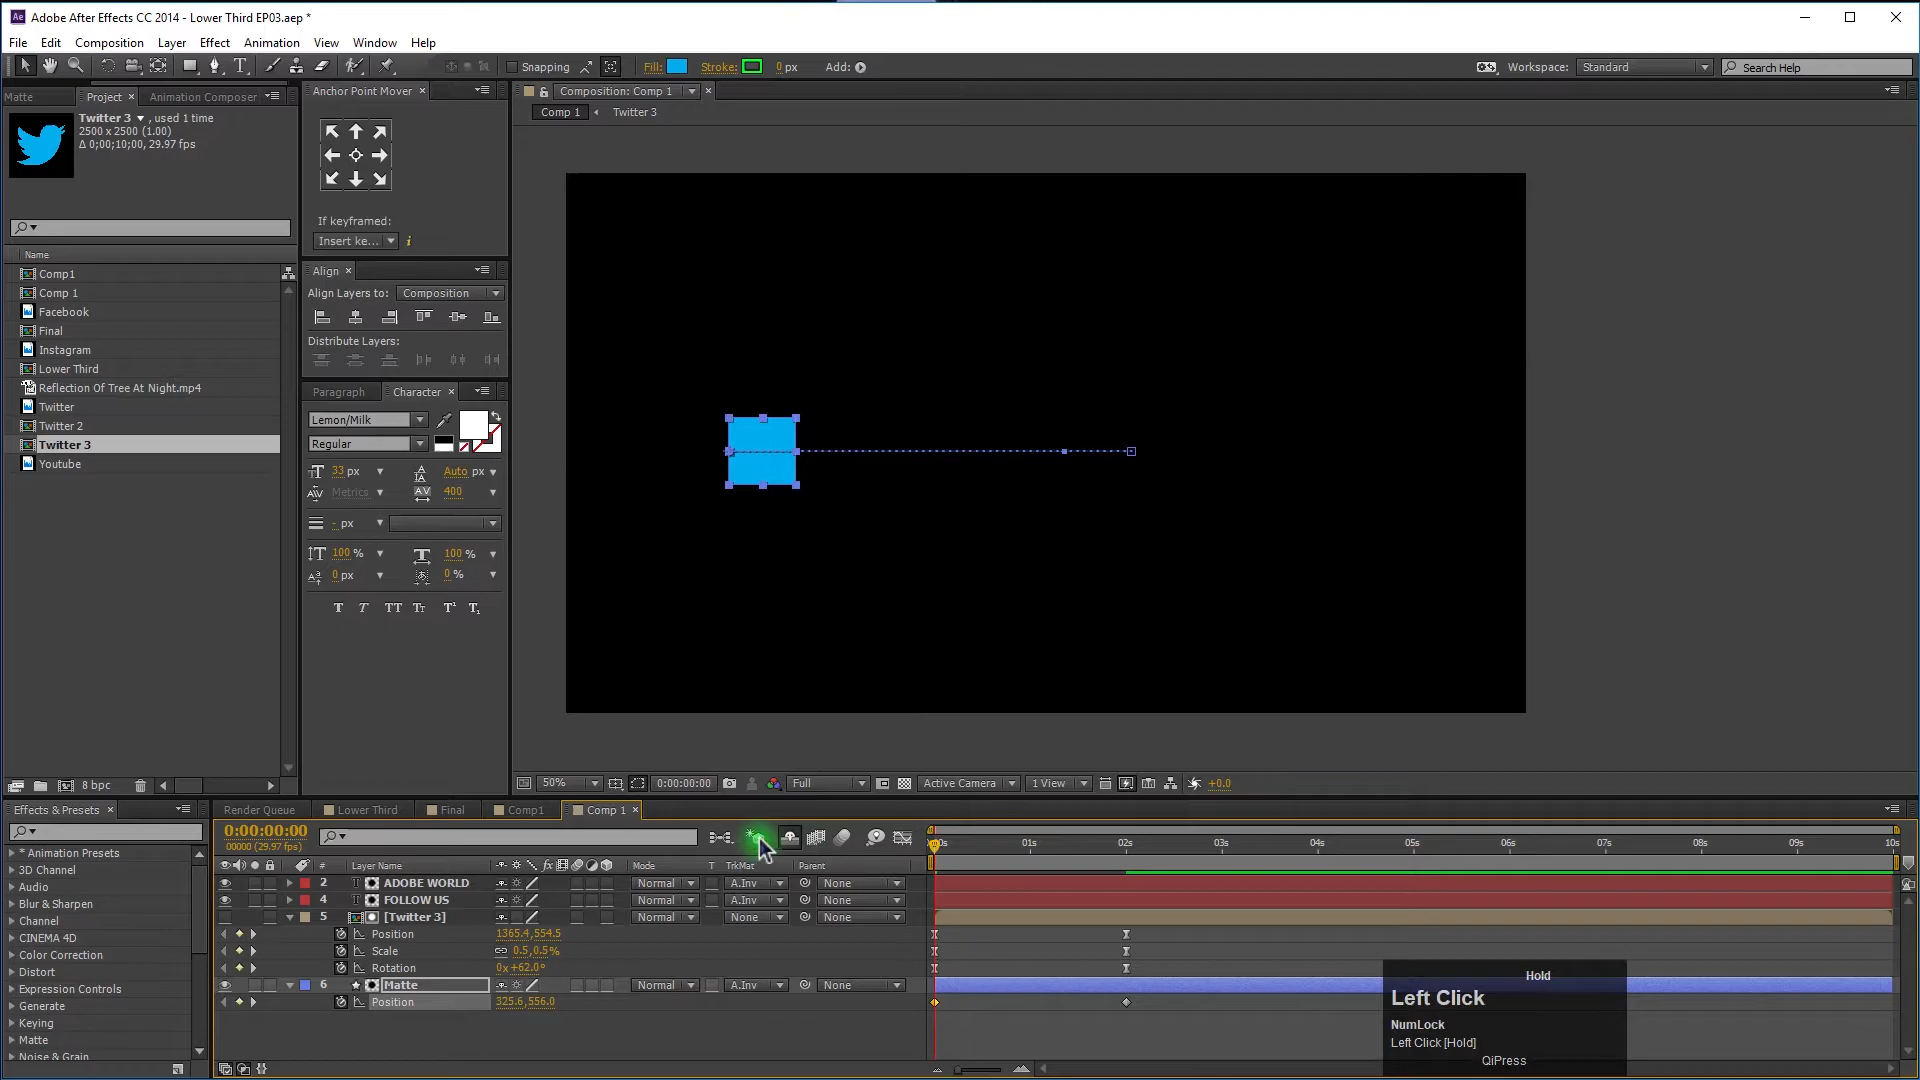 Adobe After Effects CC 2014 - Lower Third EP03.aep *
File Edit Composition Layer Effect Animation View Window Help
Snapping Fill: Stroke: 0 px Add: Workspace: Standard Search Help
Matte Project × Animation Composer
Twitter 3 ▼ , used 1 time
2500 x 2500 (1.00)
Δ 0;00;10;00, 29.97 fps
Name
Comp1
Comp 1
Facebook
Final
Instagram
Lower Third
Reflection Of Tree At Night.mp4
Twitter
Twitter 2
Twitter 3
Youtube
8 bpc
Anchor Point Mover ×
If keyframed:
Insert ke...
Align ×
Align Layers to: Composition
Distribute Layers:
Paragraph Character ×
Lemon/Milk
Regular
33 px Auto px
Metrics 400
- px
100 % 100 %
0 px 0 %
Composition: Comp 1
Comp 1 Twitter 3
50% 0:00:00:00 Full Active Camera 1 View +0.0
Effects & Presets ×
* Animation Presets
3D Channel
Audio
Blur & Sharpen
Channel
CINEMA 4D
Color Correction
Distort
Expression Controls
Generate
Keying
Matte
Noise & Grain
Render Queue Lower Third Final Comp1 Comp 1 ×
0:00:00:00
00000 (29.97 fps)
01s 02s 03s 04s 05s 06s 07s 08s 09s 10s
# Layer Name fx Mode T TrkMat Parent
2 T ADOBE WORLD Normal A.Inv None
4 T FOLLOW US Normal A.Inv None
5 [Twitter 3] Normal None None
Position 1365.4,554.5
Scale 0.5,0.5%
Rotation 0x+62.0°
6 Matte Normal A.Inv None
Position 325.6,556.0
Hold
Left Click
NumLock
Left Click [Hold]
QiPress